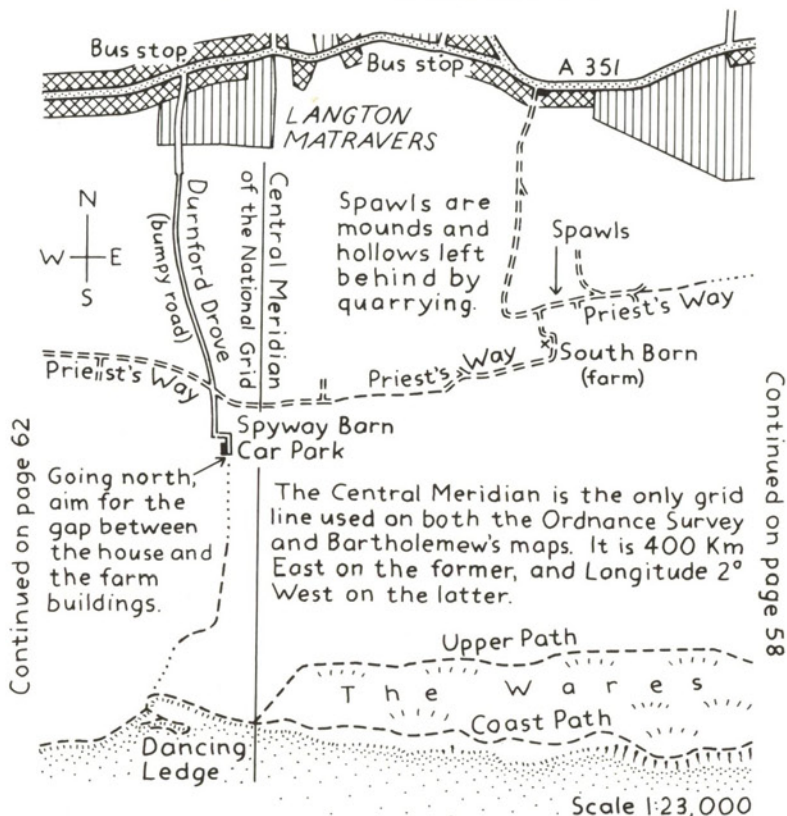 Bus stop
Bus stop
A 351
LANGTON
MATRAVERS
N
W E
S
Durnford Drove
(bumpy road)
Central Meridian
of the National Grid
Spawls are
mounds and
hollows left
behind by
quarrying.
Spawls
Priest's Way
Priest's Way
Priest's Way
South Barn
(farm)
Spyway Barn
Car Park
Continued on page 62
Continued on page 58
Going north,
aim for the
gap between
the house and
the farm
buildings.
The Central Meridian is the only grid
line used on both the Ordnance Survey
and Bartholemew's maps. It is 400 Km
East on the former, and Longitude 2°
West on the latter.
Upper Path
The Wares
Coast Path
Dancing
Ledge
Scale 1:23,000